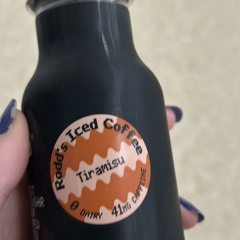 Rodd's Iced Coffee
Tiramisu
0 DAIRY 41mg CAFFEINE